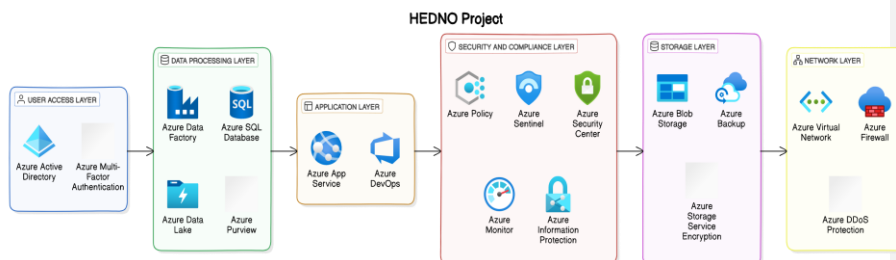 HEDNO Project
USER ACCESS LAYER
Azure Active
Directory
Azure Multi-
Factor
Authentication
DATA PROCESSING LAYER
Azure Data
Factory
SQL
Azure SQL
Database
Azure Data
Lake
Azure
Purview
APPLICATION LAYER
Azure App
Service
Azure
DevOps
SECURITY AND COMPLIANCE LAYER
Azure Policy
Azure
Sentinel
Azure
Security
Center
Azure
Monitor
Azure
Information
Protection
STORAGE LAYER
Azure Blob
Storage
Azure
Backup
Azure
Storage
Service
Encryption
NETWORK LAYER
Azure Virtual
Network
Azure
Firewall
Azure DDoS
Protection